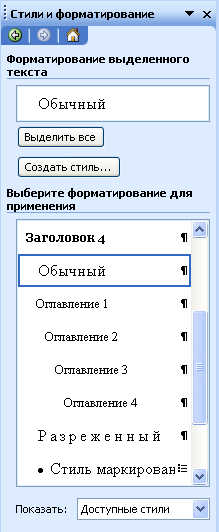 Стили и форматирование
Форматирование выделенного
текста
Обычный
Выделить все
Создать стиль...
Выберите форматирование для
применения
Заголовок 4 ¶
Обычный ¶
Оглавление 1 ¶
Оглавление 2 ¶
Оглавление 3 ¶
Оглавление 4 ¶
Разреженный ¶
• Стиль маркирован
Показать: Доступные стили